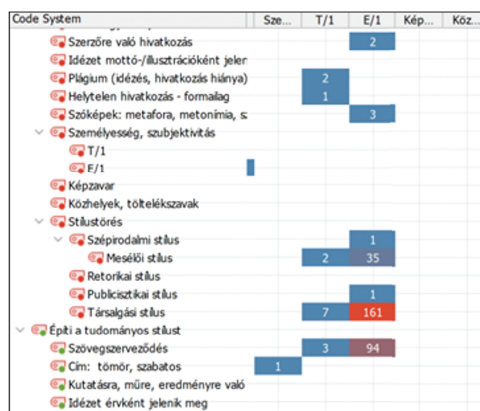 Code System Sze... T/1 E/1 Kép... Köz...
Szerzőre való hivatkozás 2
Idézet mottó-/illusztrációként jeler
Plágium (idézés, hivatkozás hiánya) 2
Helytelen hivatkozás - formailag 1
Szóképek: metafora, metonímia, sz 3
Személyesség, szubjektivitás
T/1
E/1
Képzavar
Közhelyek, töltelékszavak
Stílustörés
Szépirodalmi stílus 1
Mesélői stílus 2 35
Retorikai stílus
Publicisztikai stílus 1
Társalgási stílus 7 161
Építi a tudományos stílust
Szövegszerveződés 3 94
Cím: tömör, szabatos 1
Kutatásra, műre, eredményre való
Idézet érvként jelenik meg